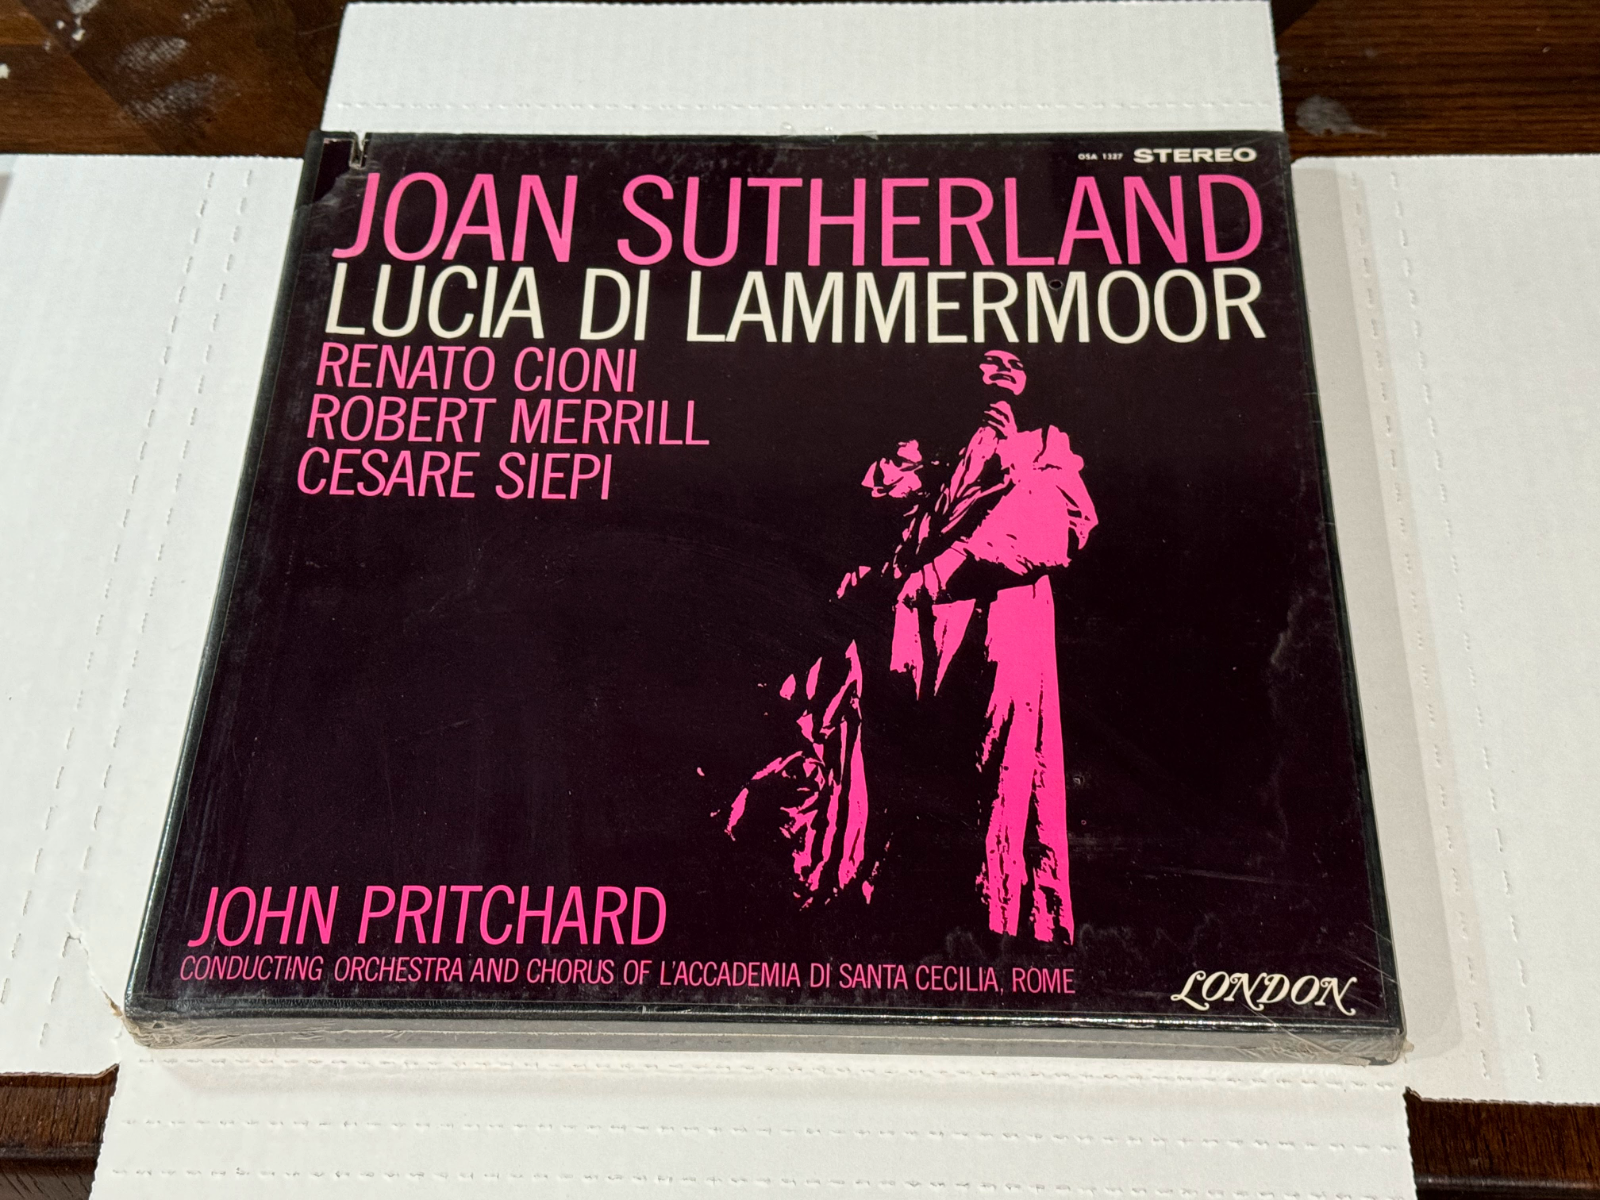 OSA 1327 STEREO
JOAN SUTHERLAND
LUCIA DI LAMMERMOOR
RENATO CIONI
ROBERT MERRILL
CESARE SIEPI
JOHN PRITCHARD
CONDUCTING ORCHESTRA AND CHORUS OF L'ACCADEMIA DI SANTA CECILIA, ROME
LONDON